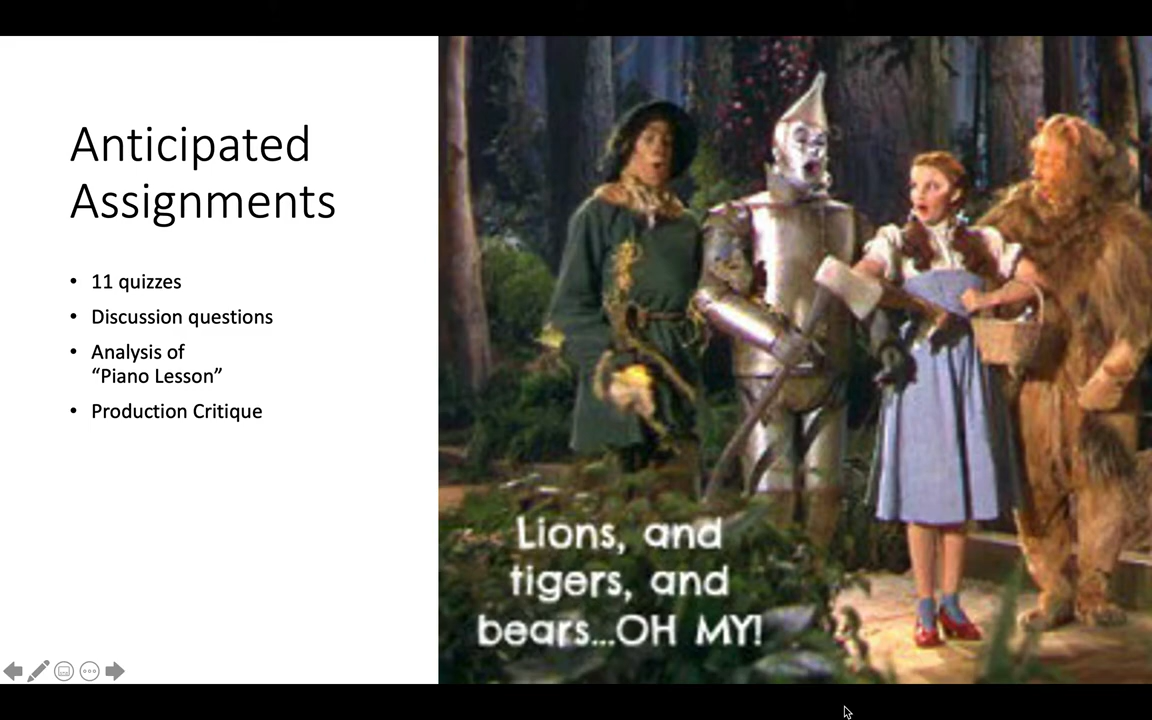 Anticipated
Assignments
• 11 quizzes
• Discussion questions
• Analysis of
“Piano Lesson”
• Production Critique
Lions, and
tigers, and
bears...OH MY!